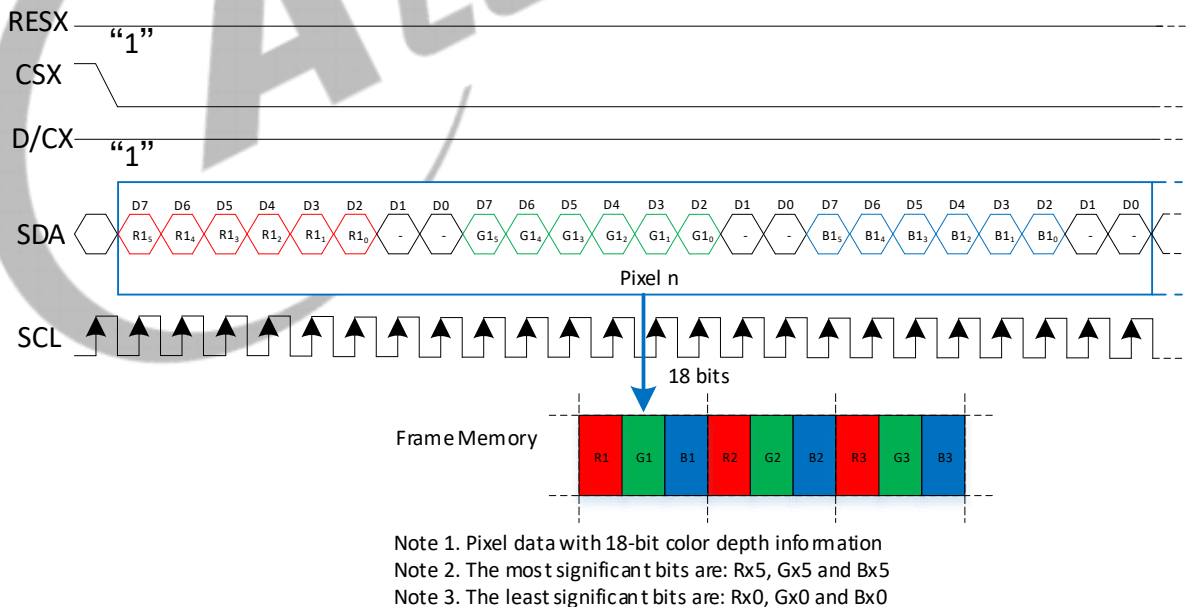 RESX
“1”
CSX
D/CX
“1”
D7 D6 D5 D4 D3 D2 D1 D0 D7 D6 D5 D4 D3 D2 D1 D0 D7 D6 D5 D4 D3 D2 D1 D0
SDA R1₅ R1₄ R1₃ R1₂ R1₁ R1₀ - - G1₅ G1₄ G1₃ G1₂ G1₁ G1₀ - - B1₅ B1₄ B1₃ B1₂ B1₁ B1₀ - -
Pixel n
SCL
18 bits
Frame Memory
R1 G1 B1 R2 G2 B2 R3 G3 B3
Note 1. Pixel data with 18-bit color depth information
Note 2. The most significant bits are: Rx5, Gx5 and Bx5
Note 3. The least significant bits are: Rx0, Gx0 and Bx0